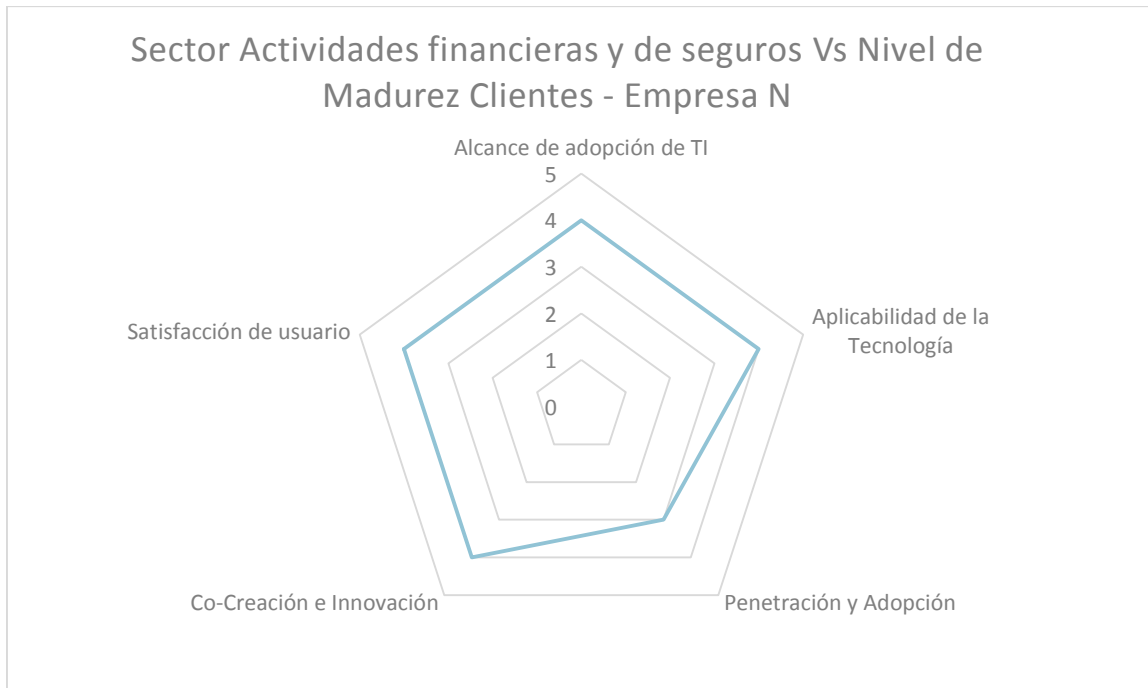 Sector Actividades financieras y de seguros Vs Nivel de
Madurez Clientes - Empresa N
Alcance de adopción de TI
5
4
3
2
1
0
Aplicabilidad de la
Tecnología
Satisfacción de usuario
Co-Creación e Innovación
Penetración y Adopción